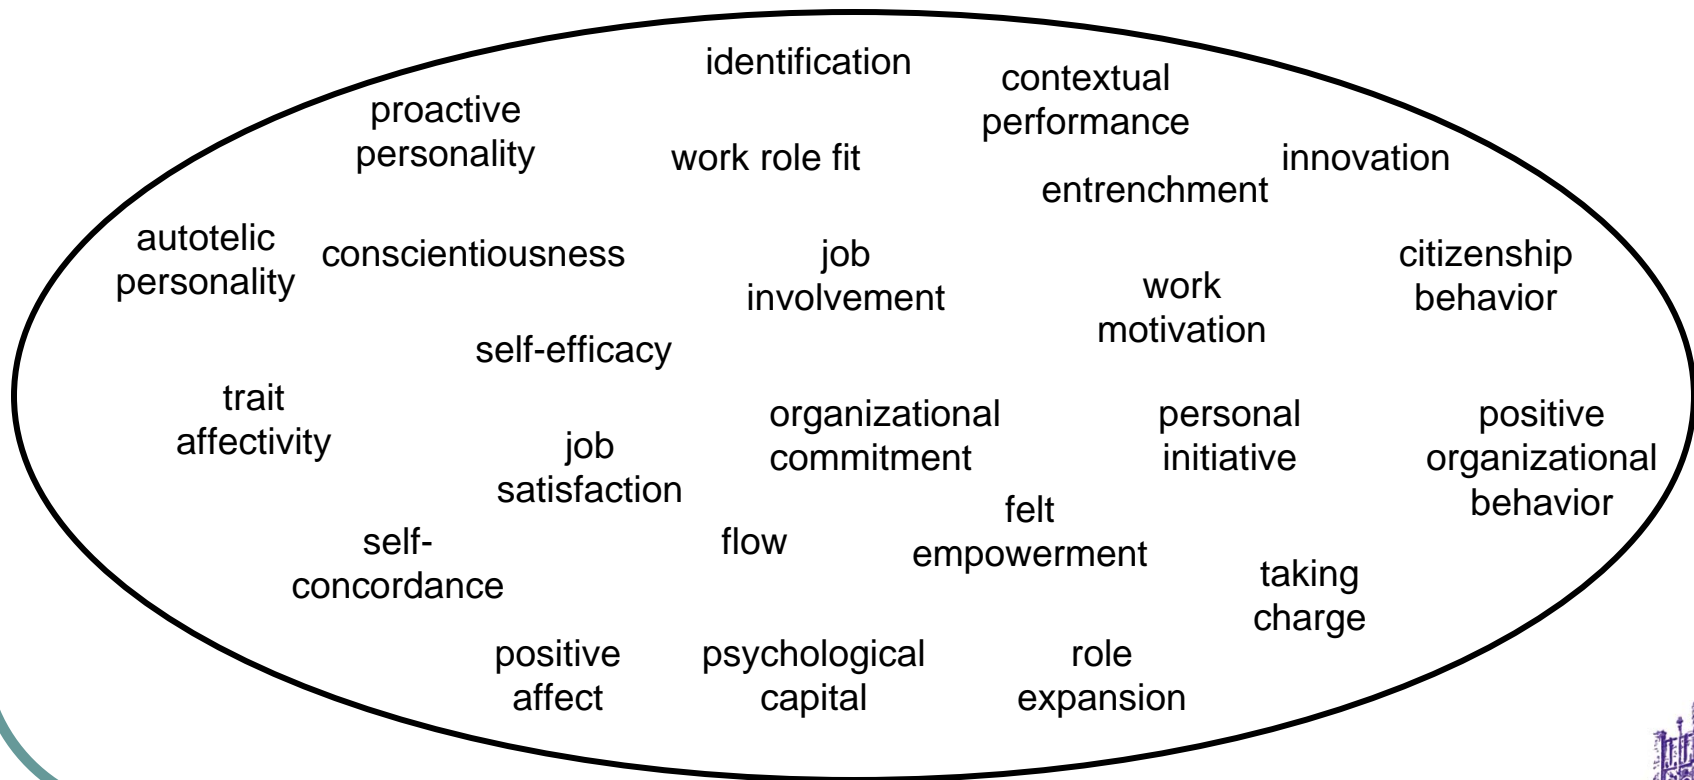 identification
contextual
performance
proactive
personality
work role fit
innovation
entrenchment
autotelic
personality
conscientiousness
job
involvement
work
motivation
citizenship
behavior
self-efficacy
trait
affectivity
job
satisfaction
organizational
commitment
personal
initiative
positive
organizational
behavior
self-
concordance
flow
felt
empowerment
taking
charge
positive
affect
psychological
capital
role
expansion